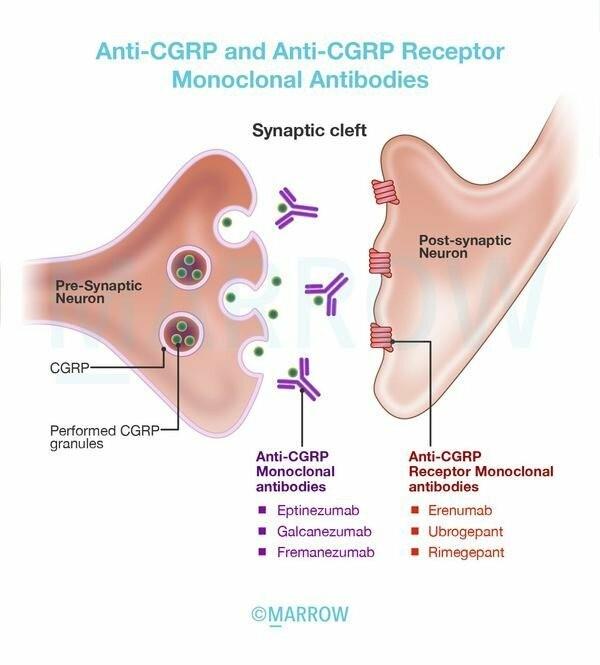 Anti-CGRP and Anti-CGRP Receptor
Monoclonal Antibodies
Synaptic cleft
Pre-Synaptic
Neuron
Post-synaptic
Neuron
MARROW
CGRP
Performed CGRP
granules
Anti-CGRP
Monoclonal
antibodies
■ Eptinezumab
■ Galcanezumab
■ Fremanezumab
Anti-CGRP
Receptor Monoclonal
antibodies
■ Erenumab
■ Ubrogepant
■ Rimegepant
©MARROW